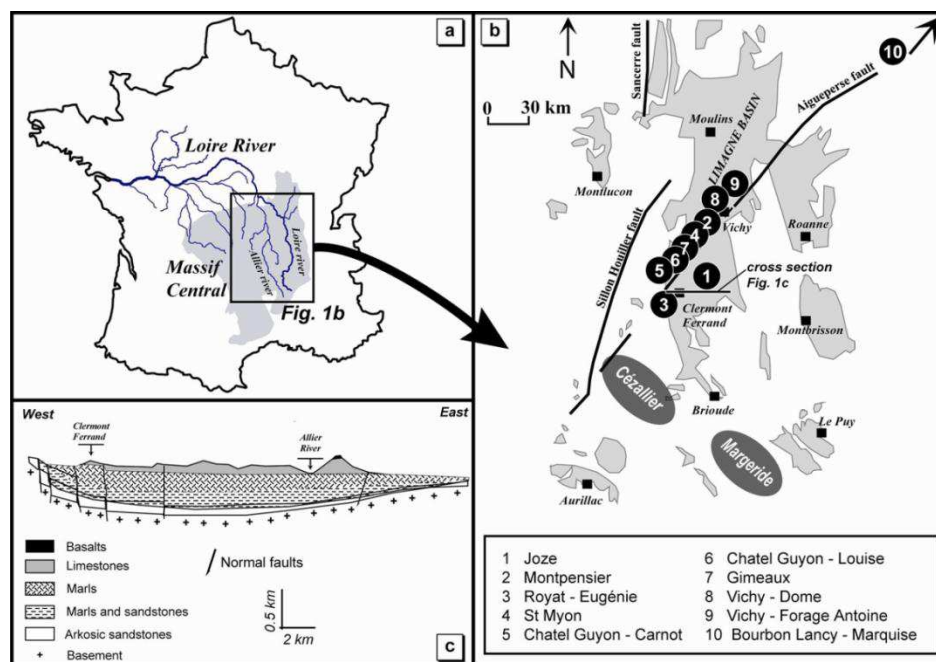 a
Loire River
Massif
Central
Allier river
Loire river
Fig. 1b
b
N
0 30 km
Sancerre fault
Aigueperse fault
10
Moulins
LIMAGNE BASIN
Montlucon
9
8
2
Vichy
4
7
6
5
1
3
Roanne
Sillon Houiller fault
cross section
Fig. 1c
Clermont
Ferrand
Montbrisson
Cézallier
Brioude
Le Puy
Margeride
Aurillac
West
East
Clermont
Ferrand
Allier
River
Basalts
Limestones
Marls
Marls and sandstones
Arkosic sandstones
Basement
Normal faults
0.5 km
2 km
c
1 Joze
2 Montpensier
3 Royat - Eugénie
4 St Myon
5 Chatel Guyon - Carnot
6 Chatel Guyon - Louise
7 Gimeaux
8 Vichy - Dome
9 Vichy - Forage Antoine
10 Bourbon Lancy - Marquise